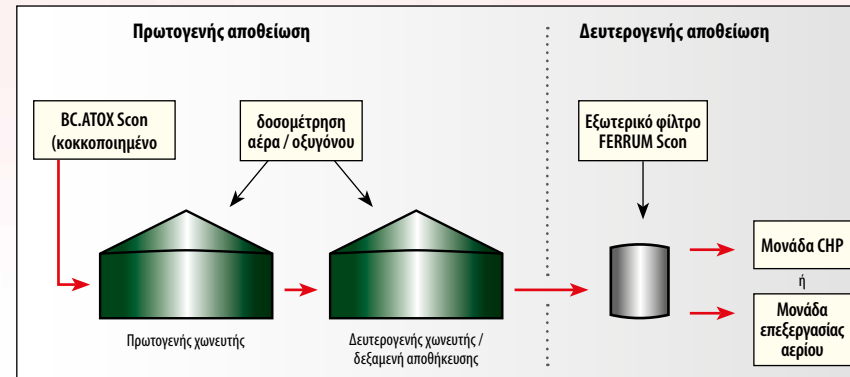 Πρωτογενής αποθείωση
Δευτερογενής αποθείωση
BC.ATOX Scon
(κοκκοποιημένο
δοσομέτρηση
αέρα / οξυγόνου
Εξωτερικό φίλτρο
FERRUM Scon
Μονάδα CHP
ή
Μονάδα
επεξεργασίας
αερίου
Πρωτογενής χωνευτής
Δευτερογενής χωνευτής /
δεξαμενή αποθήκευσης